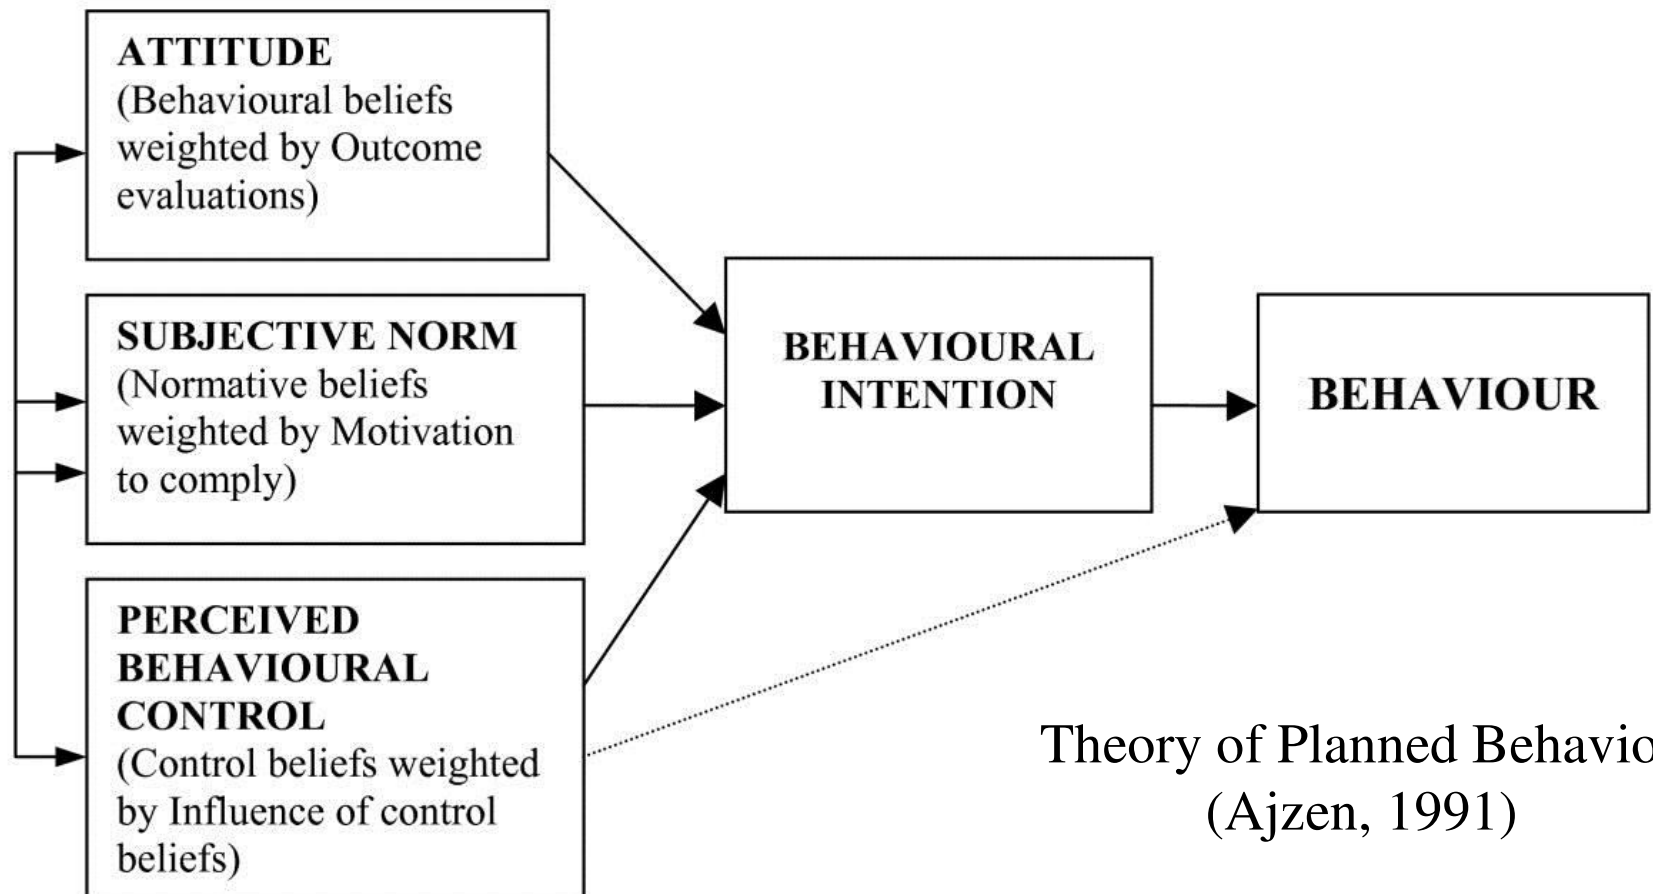 ATTITUDE
(Behavioural beliefs
weighted by Outcome
evaluations)
SUBJECTIVE NORM
(Normative beliefs
weighted by Motivation
to comply)
PERCEIVED
BEHAVIOURAL
CONTROL
(Control beliefs weighted
by Influence of control
beliefs)
BEHAVIOURAL
INTENTION
BEHAVIOUR
Theory of Planned Behavio
(Ajzen, 1991)